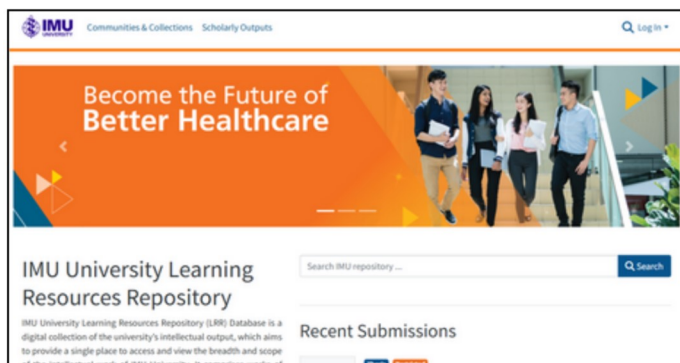 IMU
UNIVERSITY
Communities & Collections Scholarly Outputs
Log In
Become the Future of
Better Healthcare
IMU University Learning
Resources Repository
IMU University Learning Resources Repository (LRR) Database is a
digital collection of the university's intellectual output, which aims
to provide a single place to access and view the breadth and scope
Search IMU repository ...
Search
Recent Submissions